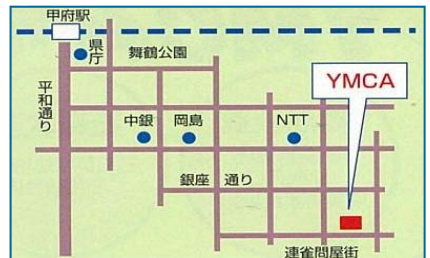 甲府駅
県庁
舞鶴公園
YMCA
平和通り
中銀
岡島
NTT
銀座 通り
連雀問屋街